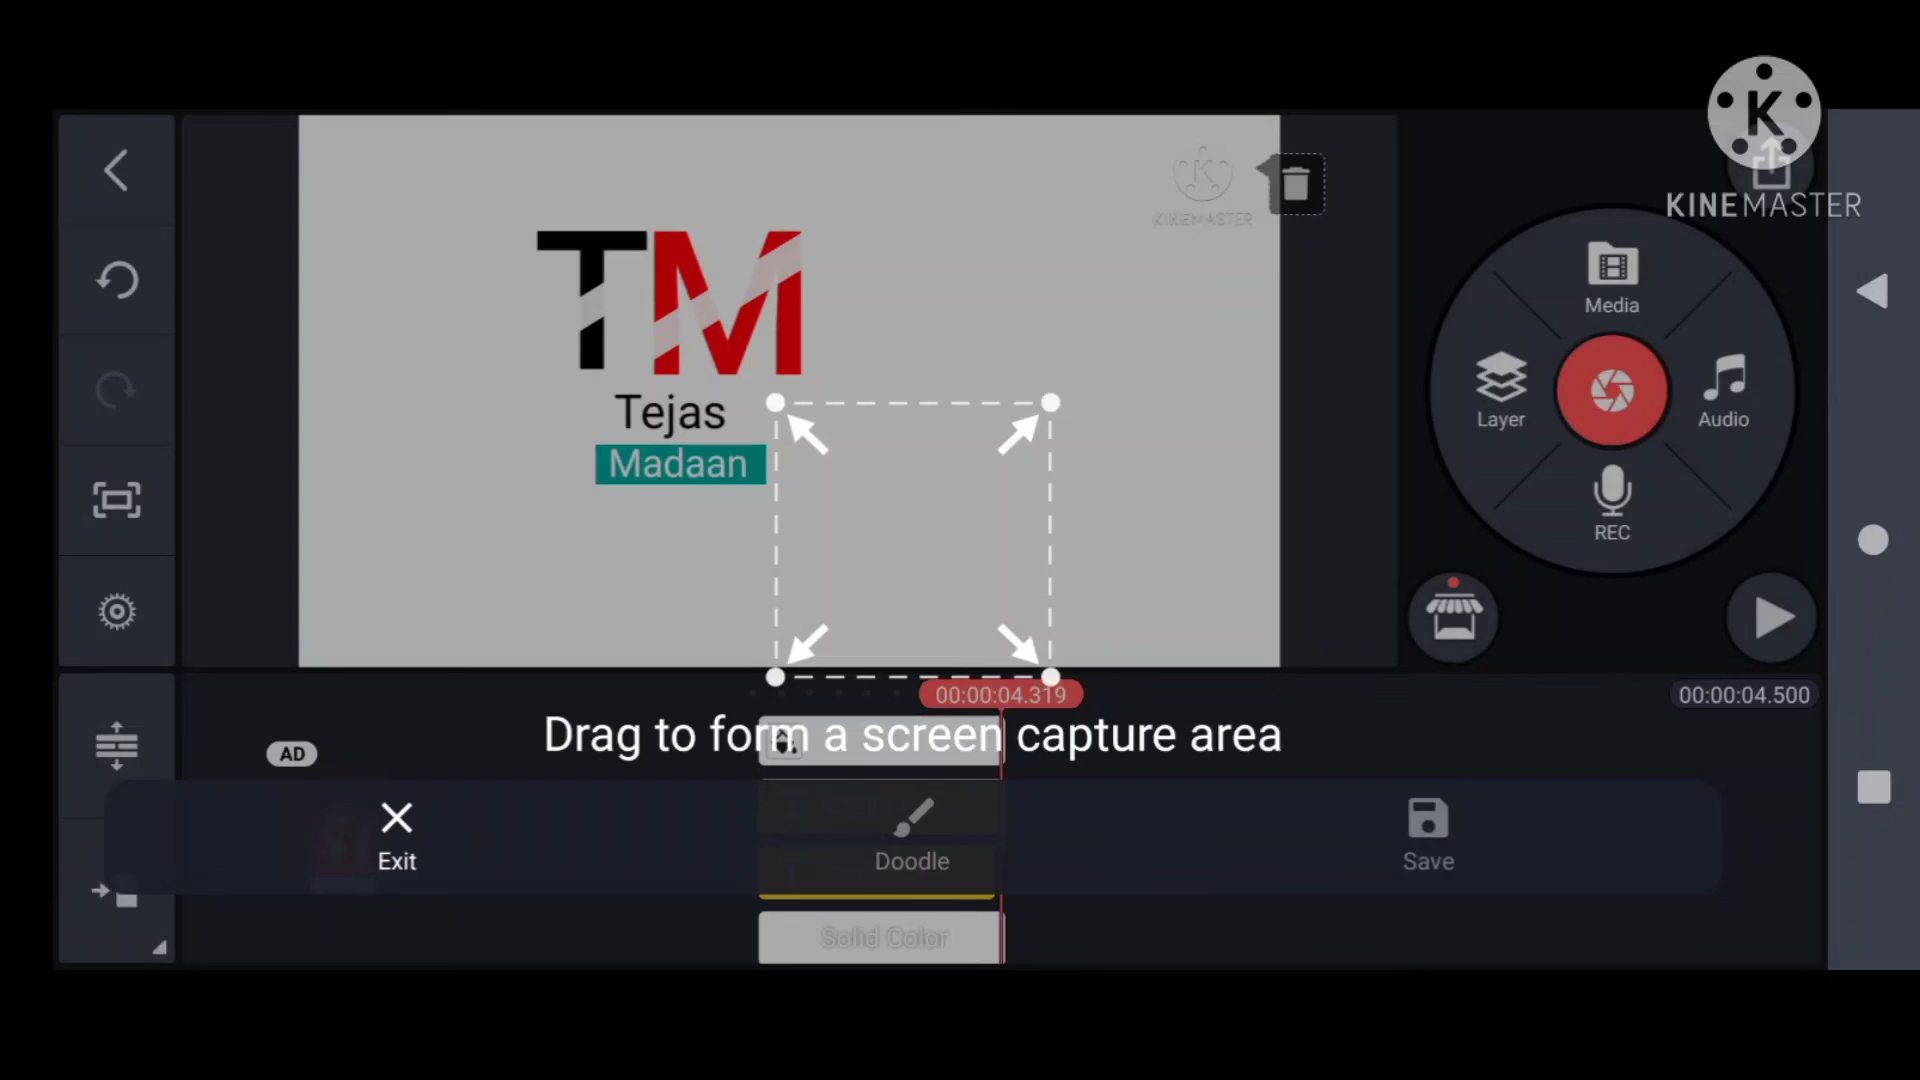 K
KINEMASTER
K
KINEMASTER
TM
Tejas
Madaan
Media
Layer
Audio
REC
00:00:04.319
00:00:04.500
Drag to form a screen capture area
AD
Exit
Doodle
Save
Solid Color